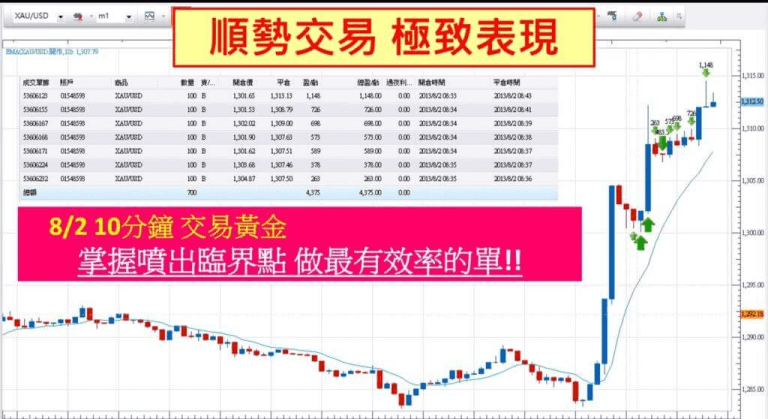 XAU/USD m1
順勢交易 極致表現
EMA(XAU/USD.開市, 10) 1,307.79
成交單號 帳戶 商品 數量 買/... 開倉價 平倉 盈/虧 總盈/虧 過夜利... 開倉時間 平倉時間
53606123 01548593 XAU/USD 100 B 1,301.65 1,313.13 1,148 1,148.00 0.00 2013/8/2 08:33 2013/8/2 08:43
53606155 01548593 XAU/USD 100 B 1,301.53 1,308.79 726 726.00 0.00 2013/8/2 08:34 2013/8/2 08:41
53606167 01548593 XAU/USD 100 B 1,302.02 1,309.00 698 698.00 0.00 2013/8/2 08:34 2013/8/2 08:39
53606168 01548593 XAU/USD 100 B 1,301.90 1,307.63 573 573.00 0.00 2013/8/2 08:34 2013/8/2 08:38
53606171 01548593 XAU/USD 100 B 1,301.62 1,307.51 589 589.00 0.00 2013/8/2 08:34 2013/8/2 08:37
53606224 01548593 XAU/USD 100 B 1,303.68 1,307.46 378 378.00 0.00 2013/8/2 08:35 2013/8/2 08:37
53606232 01548593 XAU/USD 100 B 1,304.87 1,307.50 263 263.00 0.00 2013/8/2 08:35 2013/8/2 08:36
總額 700 4,375 4,375.00 0.00
8/2 10分鐘 交易黃金
掌握噴出臨界點 做最有效率的單!!
1,148
726
263
573
698
1,315.00
1,312.50
1,310.00
1,305.00
1,300.00
1,295.00
1,292.15
1,290.00
1,285.00